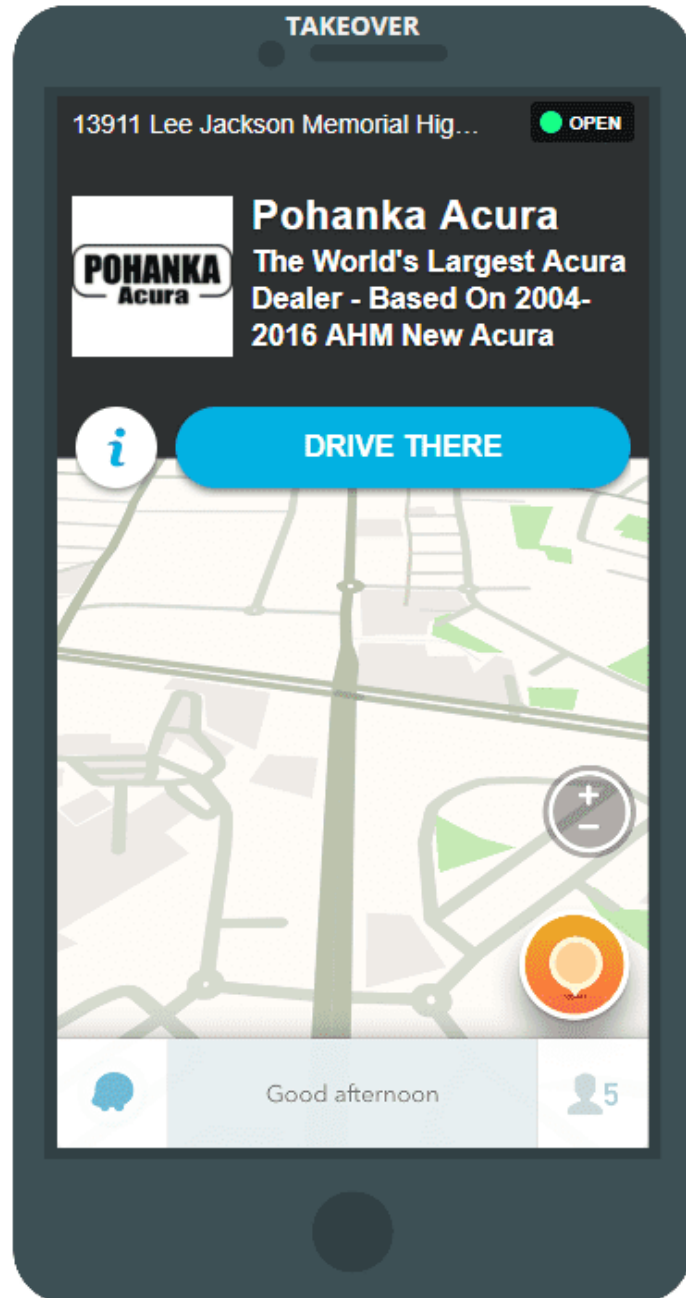 TAKEOVER
13911 Lee Jackson Memorial Hig...
OPEN
POHANKA
Acura
Pohanka Acura
The World's Largest Acura
Dealer - Based On 2004-
2016 AHM New Acura
i
DRIVE THERE
+
−
Good afternoon
5